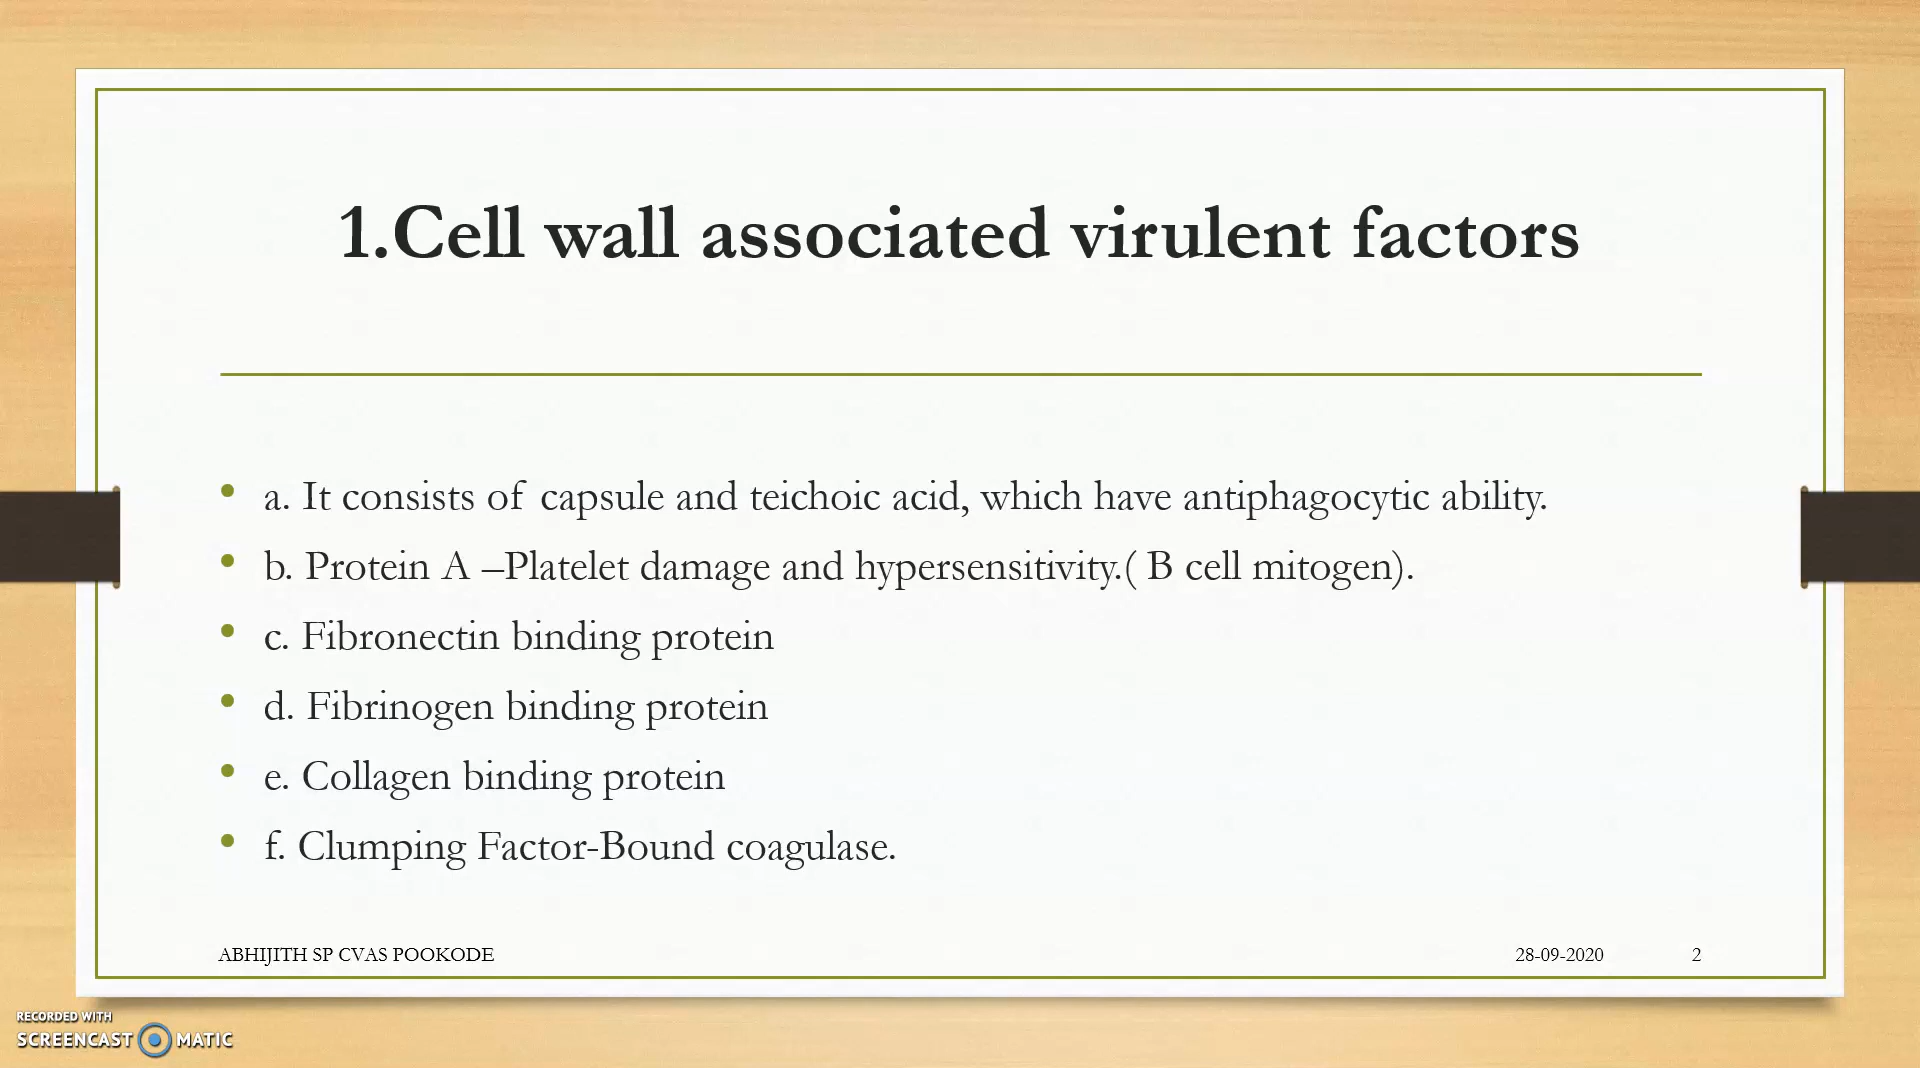 1.Cell wall associated virulent factors
• a. It consists of capsule and teichoic acid, which have antiphagocytic ability.
• b. Protein A –Platelet damage and hypersensitivity.( B cell mitogen).
• c. Fibronectin binding protein
• d. Fibrinogen binding protein
• e. Collagen binding protein
• f. Clumping Factor-Bound coagulase.
ABHIJITH SP CVAS POOKODE 28-09-2020 2
RECORDED WITH
SCREENCAST MATIC